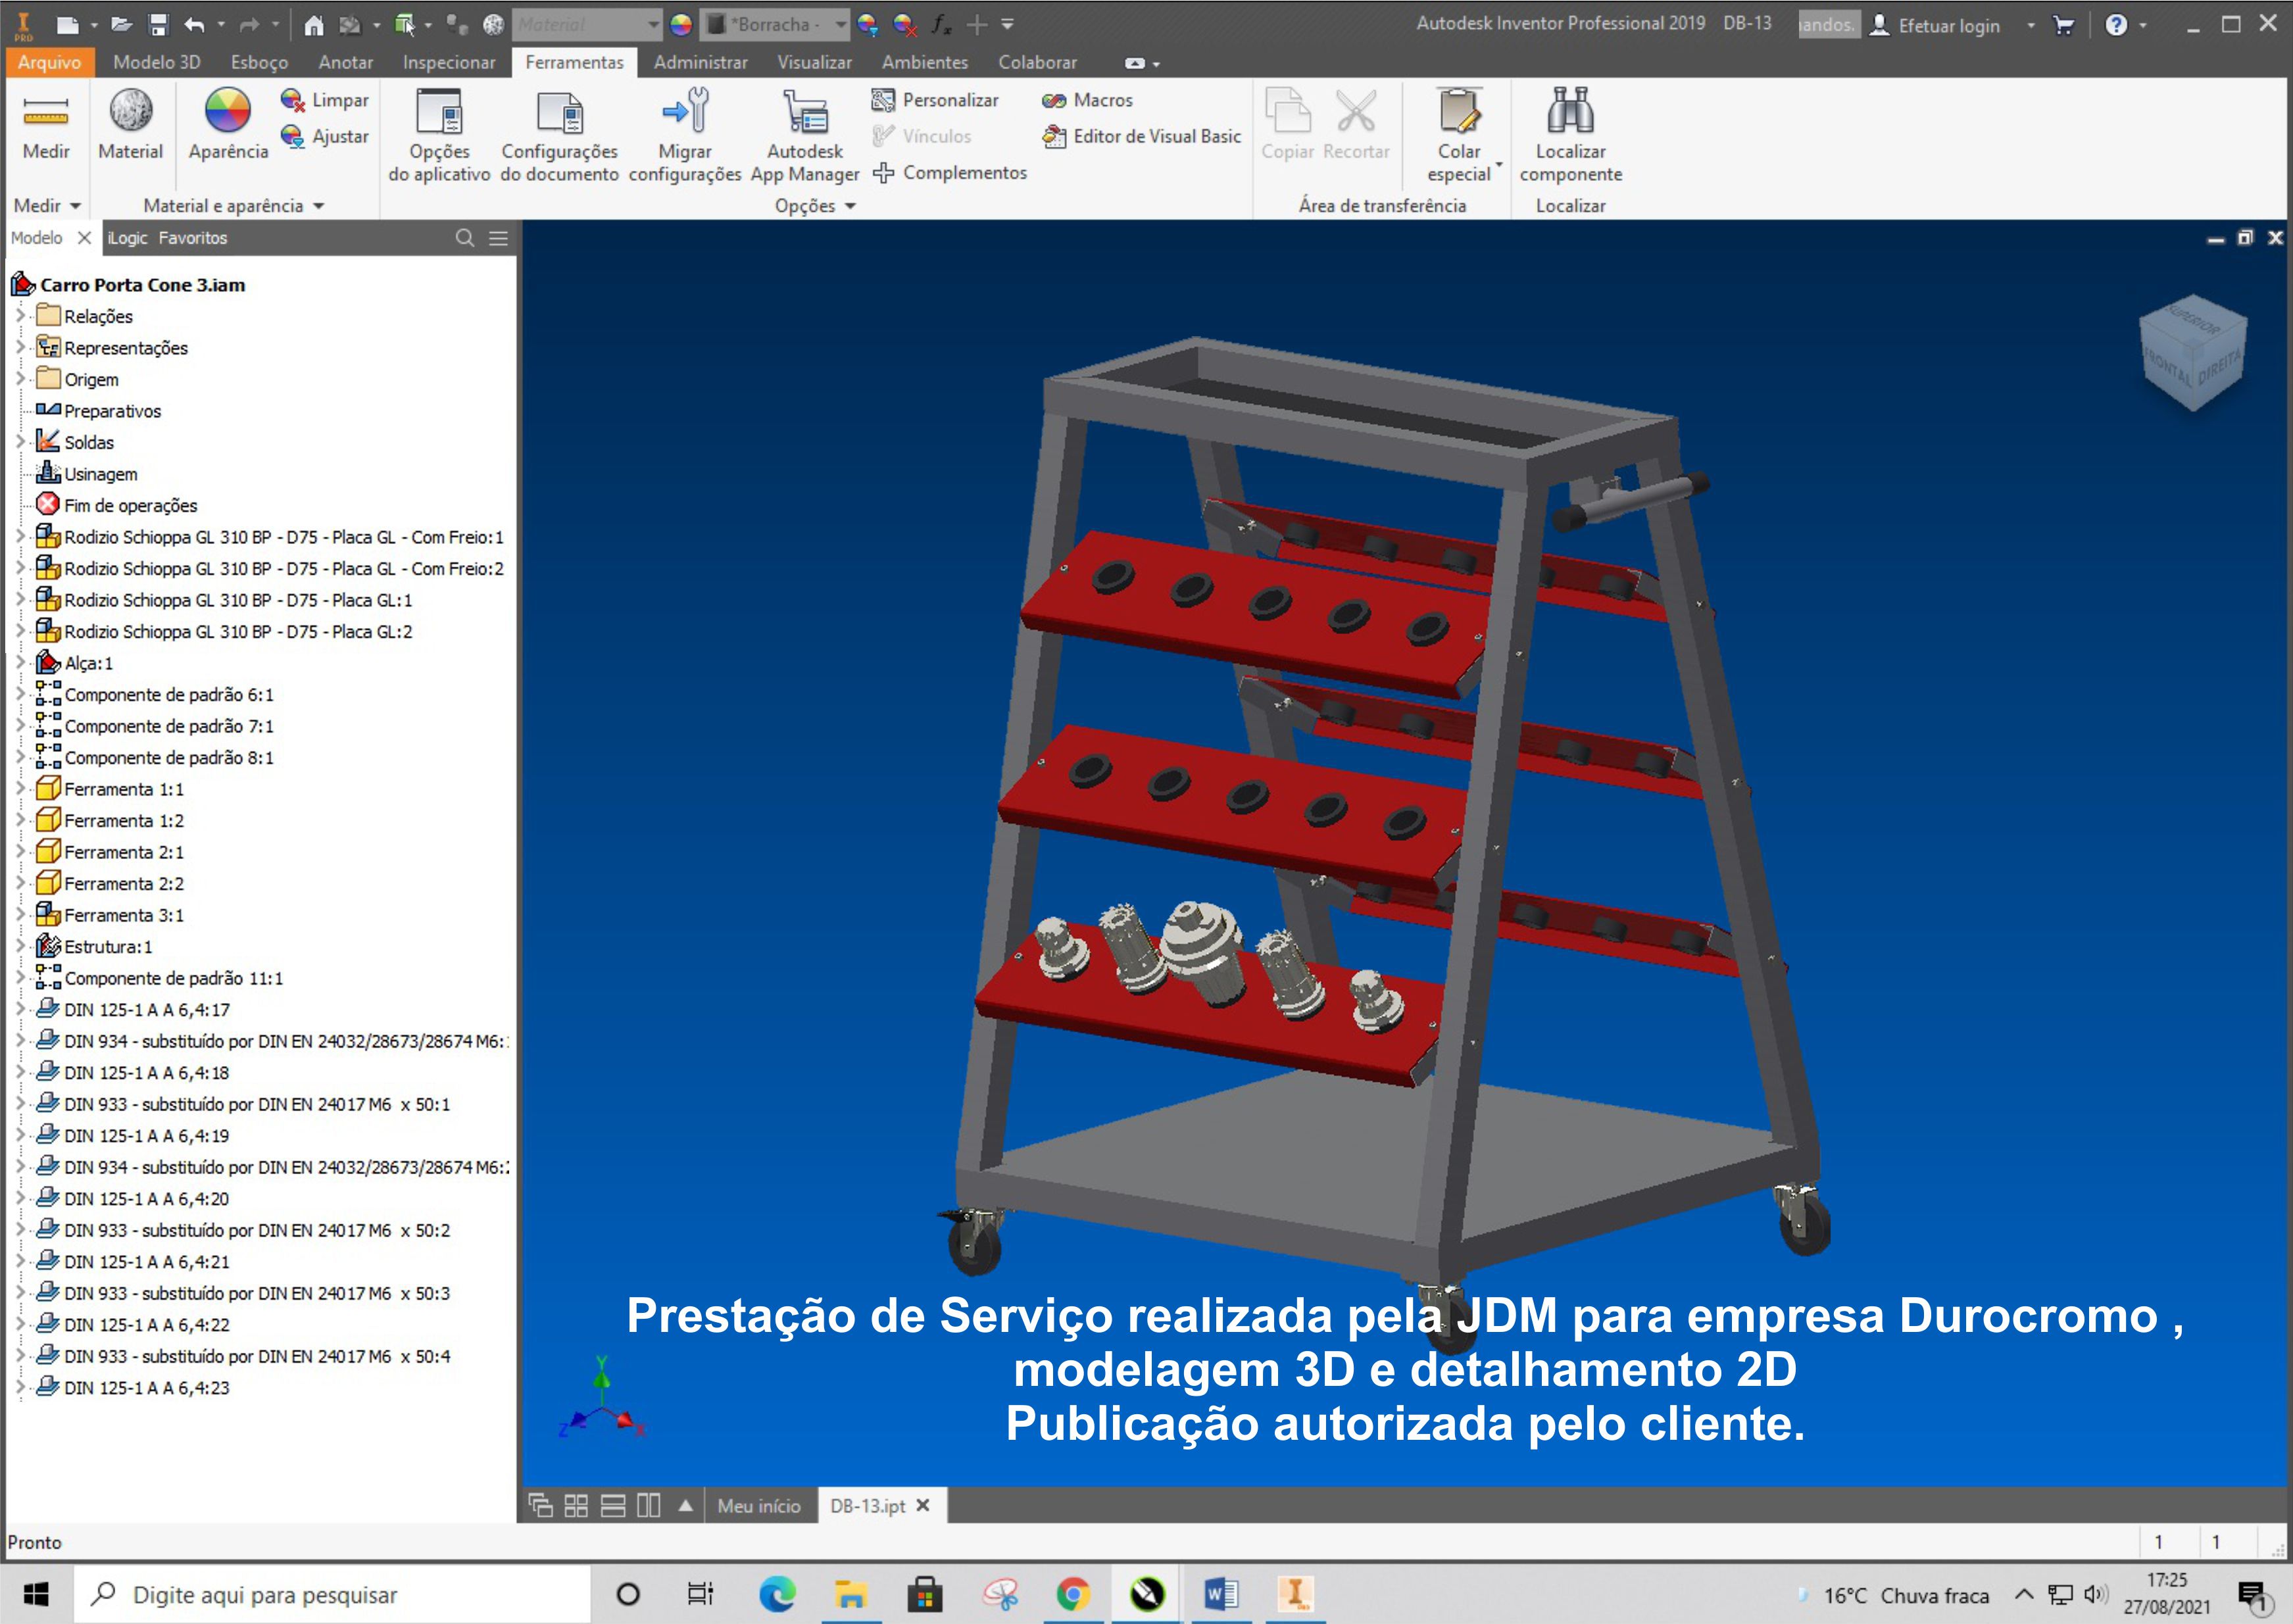 PRO
Material
*Borracha -
fx
Autodesk Inventor Professional 2019 DB-13
andos.
Efetuar login
Arquivo Modelo 3D Esboço Anotar Inspecionar Ferramentas Administrar Visualizar Ambientes Colaborar
Medir
Material
Aparência
Limpar
Ajustar
Opções
do aplicativo
Configurações
do documento
Migrar
configurações
Autodesk
App Manager
Personalizar
Vínculos
Complementos
Macros
Editor de Visual Basic
Copiar Recortar
Colar
especial
Localizar
componente
Medir
Material e aparência
Opções
Área de transferência
Localizar
Modelo iLogic Favoritos
Carro Porta Cone 3.iam
Relações
Representações
Origem
Preparativos
Soldas
Usinagem
Fim de operações
Rodizio Schioppa GL 310 BP - D75 - Placa GL - Com Freio:1
Rodizio Schioppa GL 310 BP - D75 - Placa GL - Com Freio:2
Rodizio Schioppa GL 310 BP - D75 - Placa GL:1
Rodizio Schioppa GL 310 BP - D75 - Placa GL:2
Alça:1
Componente de padrão 6:1
Componente de padrão 7:1
Componente de padrão 8:1
Ferramenta 1:1
Ferramenta 1:2
Ferramenta 2:1
Ferramenta 2:2
Ferramenta 3:1
Estrutura:1
Componente de padrão 11:1
DIN 125-1 A A 6,4:17
DIN 934 - substituído por DIN EN 24032/28673/28674 M6:
DIN 125-1 A A 6,4:18
DIN 933 - substituído por DIN EN 24017 M6 x 50:1
DIN 125-1 A A 6,4:19
DIN 934 - substituído por DIN EN 24032/28673/28674 M6:
DIN 125-1 A A 6,4:20
DIN 933 - substituído por DIN EN 24017 M6 x 50:2
DIN 125-1 A A 6,4:21
DIN 933 - substituído por DIN EN 24017 M6 x 50:3
DIN 125-1 A A 6,4:22
DIN 933 - substituído por DIN EN 24017 M6 x 50:4
DIN 125-1 A A 6,4:23
SUPERIOR
FRONTAL DIREITA
Prestação de Serviço realizada pela JDM para empresa Durocromo ,
modelagem 3D e detalhamento 2D
Publicação autorizada pelo cliente.
Y
Z X
Meu início DB-13.ipt
Pronto
1 1
Digite aqui para pesquisar
16°C Chuva fraca
17:25
27/08/2021
1